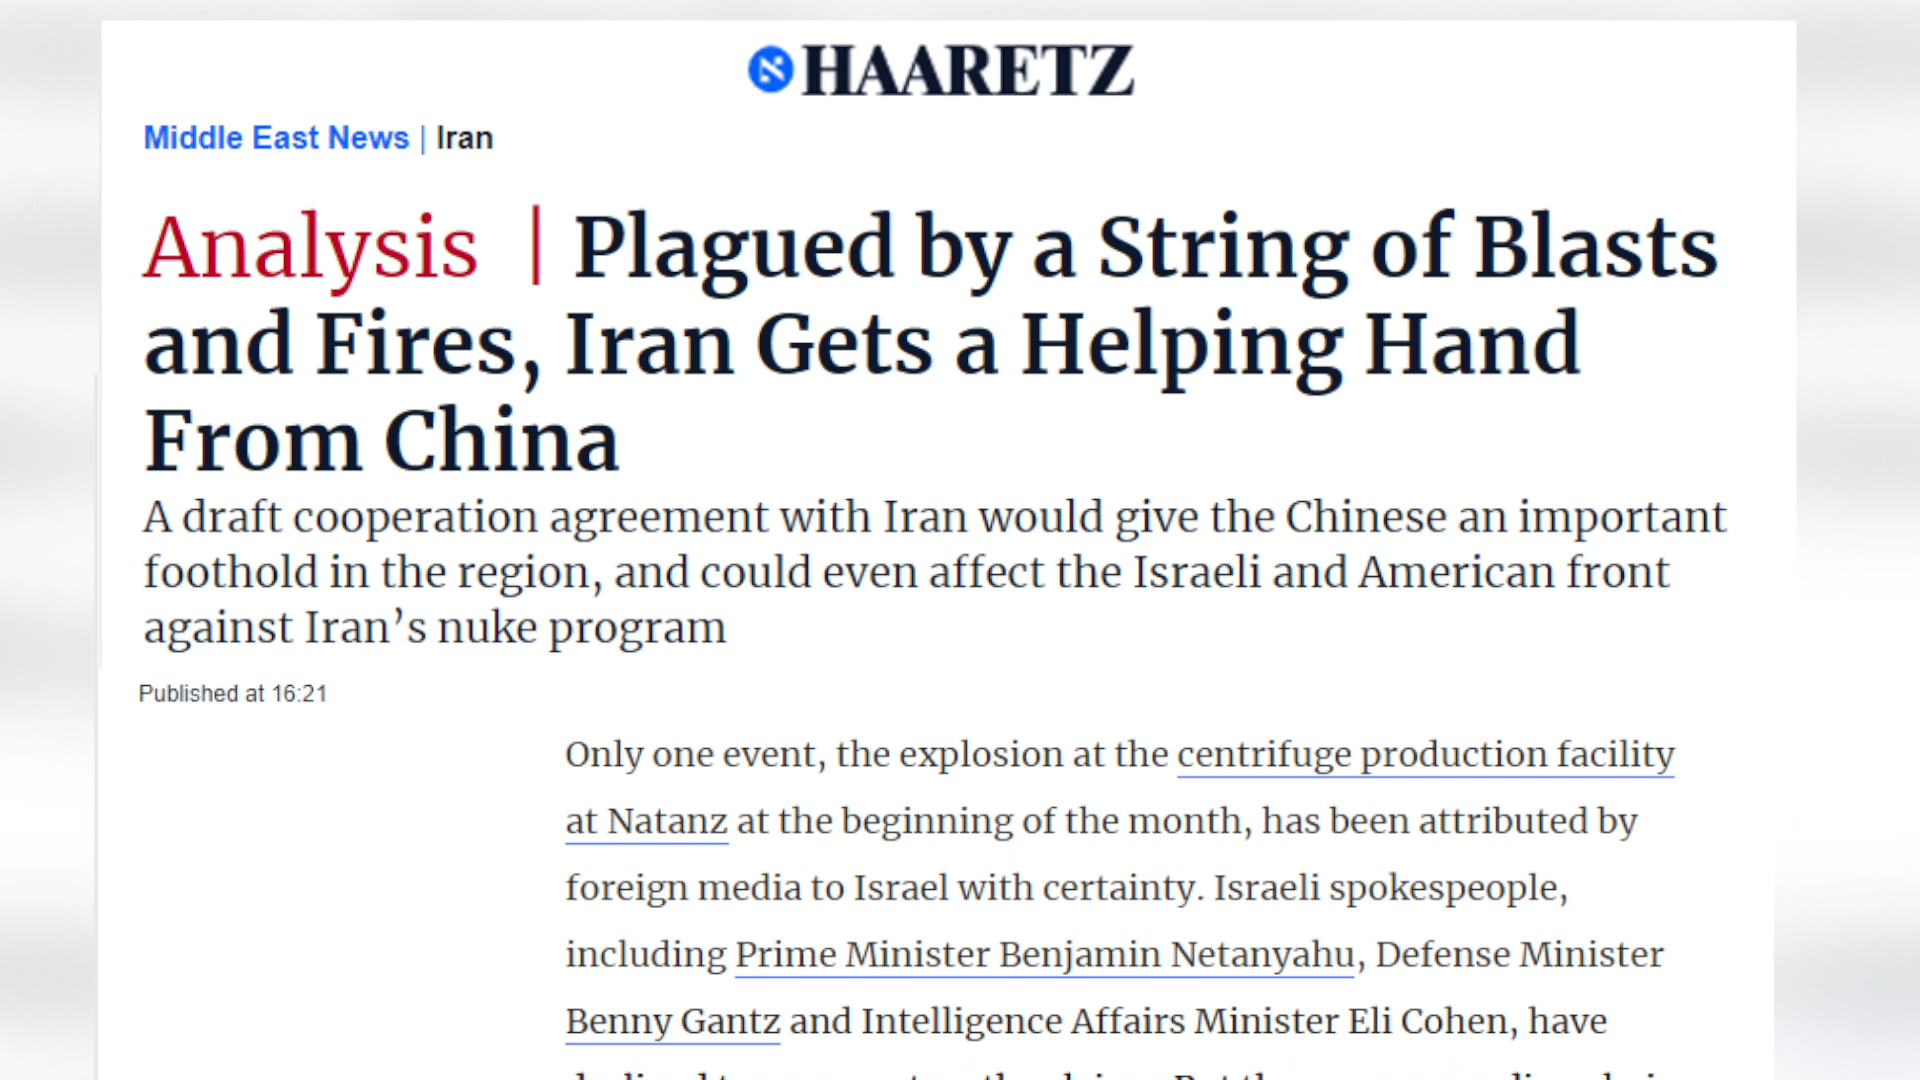 HAARETZ
Middle East News | Iran
Analysis | Plagued by a String of Blasts
and Fires, Iran Gets a Helping Hand
From China
A draft cooperation agreement with Iran would give the Chinese an important
foothold in the region, and could even affect the Israeli and American front
against Iran’s nuke program
Published at 16:21
Only one event, the explosion at the centrifuge production facility
at Natanz at the beginning of the month, has been attributed by
foreign media to Israel with certainty. Israeli spokespeople,
including Prime Minister Benjamin Netanyahu, Defense Minister
Benny Gantz and Intelligence Affairs Minister Eli Cohen, have